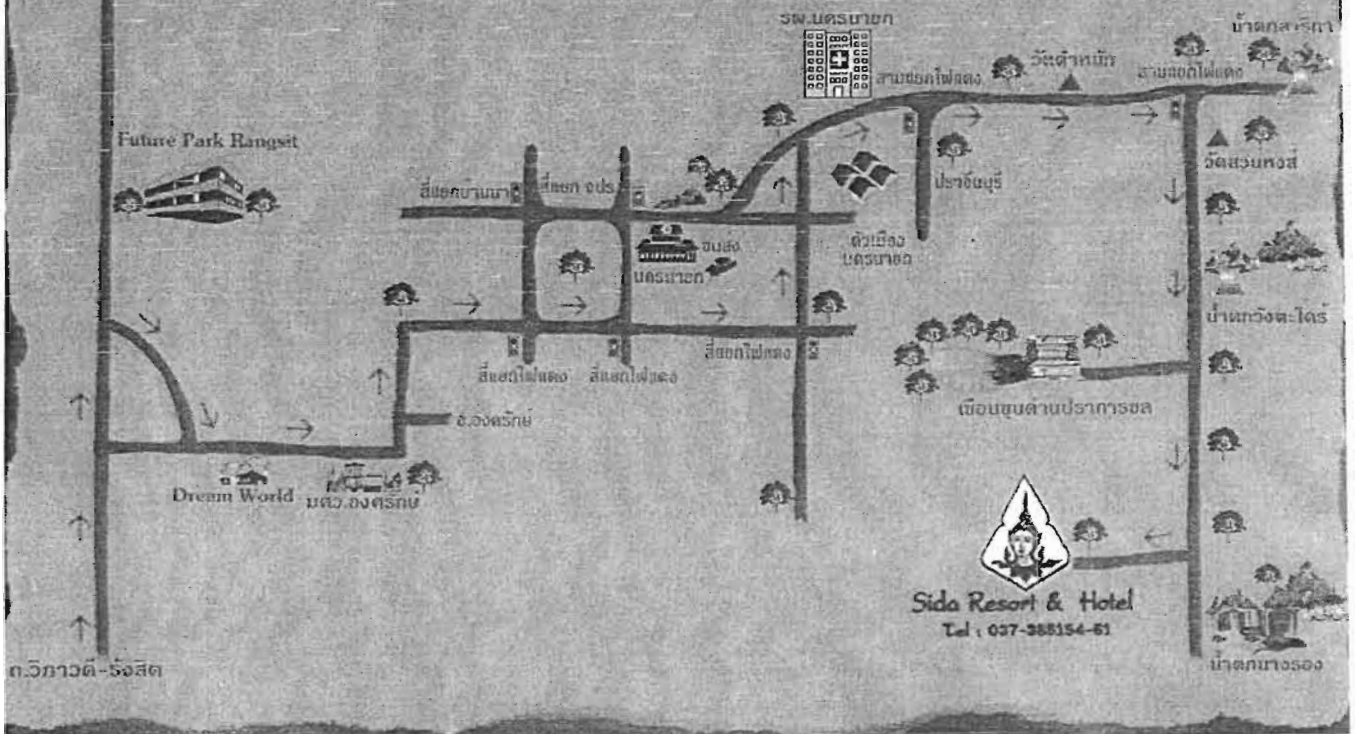 รพ.นครนายก
น้ำตกสาริกา
สามแยกไฟแดง
วัดตำหนัก
สามแยกไฟแดง
Future Park Rangsit
วัดสวนหงส์
สี่แยกบ้านนา
สี่แยก จปร.
ปราจีนบุรี
ขนส่ง
นครนายก
ตัวเมือง
นครนายก
น้ำตกวังตะไคร้
สี่แยกไฟแดง
สี่แยกไฟแดง
สี่แยกไฟแดง
เขื่อนขุนด่านปราการชล
อ.องครักษ์
Dream World
มศว.องครักษ์
Sida Resort & Hotel
Tel : 037-385154-61
น้ำตกนางรอง
ถ.วิภาวดี-รังสิต